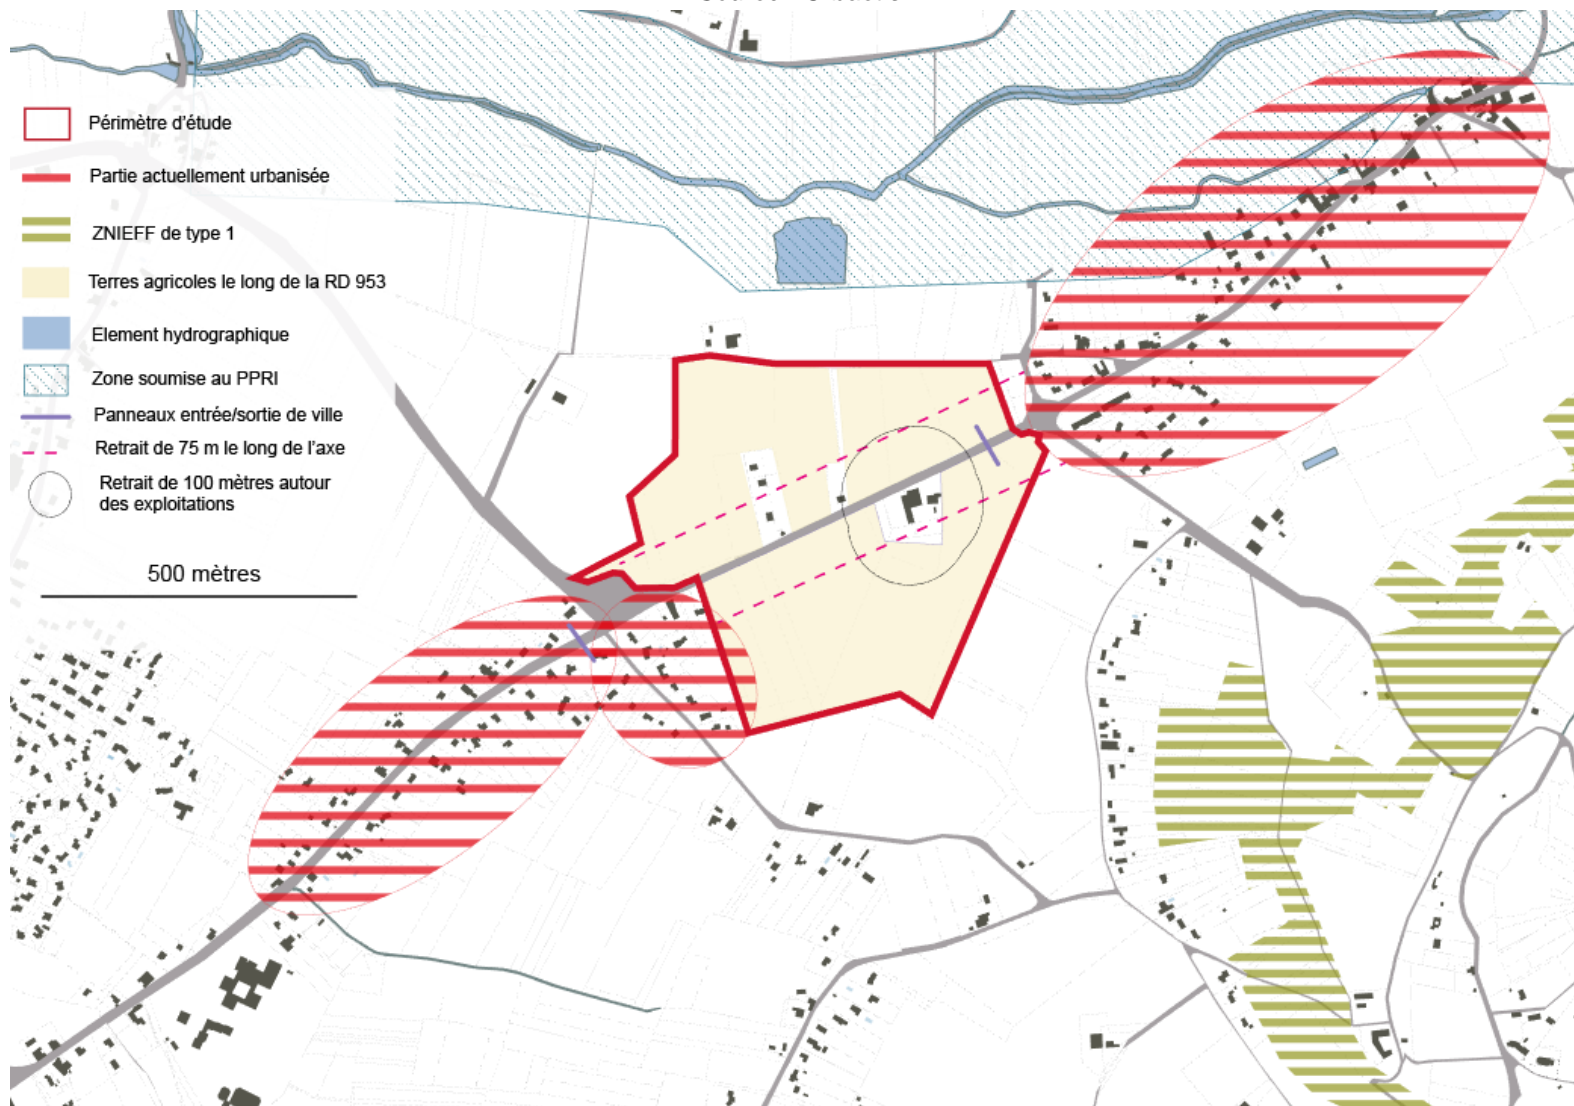 Périmètre d'étude
Partie actuellement urbanisée
ZNIEFF de type 1
Terres agricoles le long de la RD 953
Element hydrographique
Zone soumise au PPRI
Panneaux entrée/sortie de ville
Retrait de 75 m le long de l'axe
Retrait de 100 mètres autour
des exploitations
500 mètres